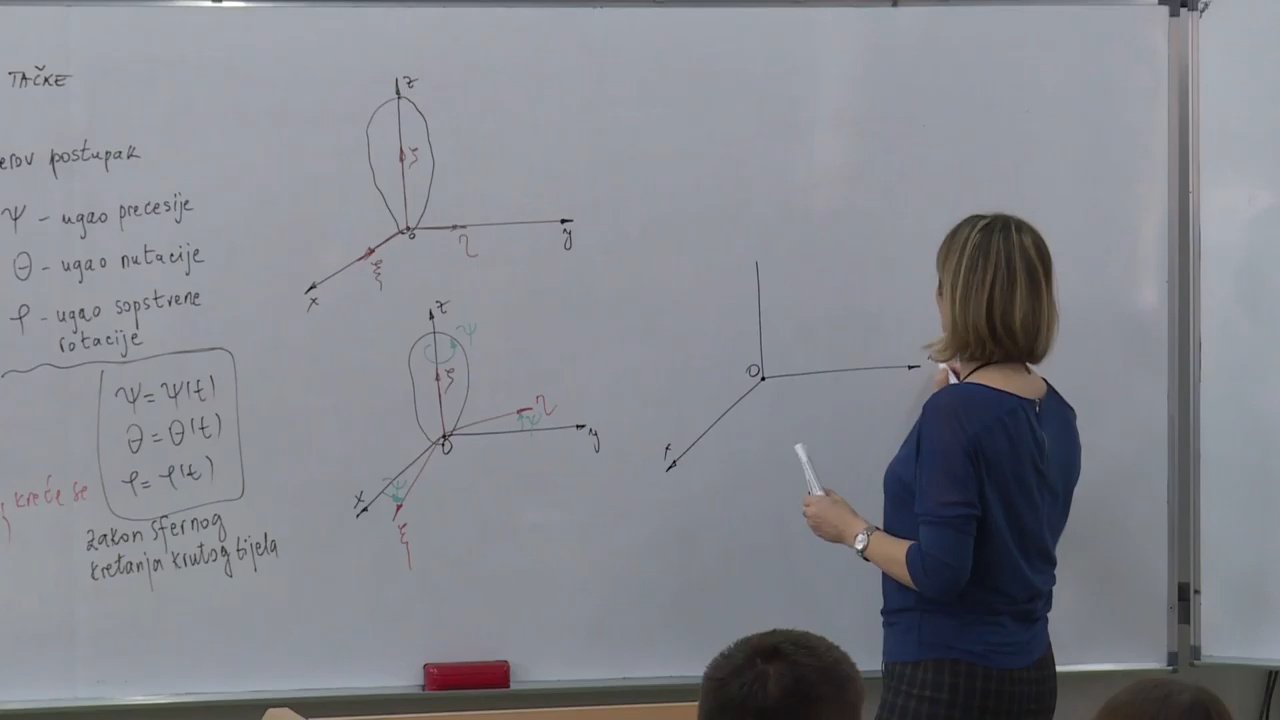 TAČKE
erov postupak
Ψ - ugao precesije
θ - ugao nutacije
φ - ugao sopstvene
rotacije
Ψ = Ψ(t)
θ = θ(t)
φ = φ(t)
kreće se
zakon sfernog
kretanja krutog tijela
z
ζ
O
η
y
ξ
x
z
Ψ
ζ
η
Ψ
y
O
x
Ψ
ξ
O
x